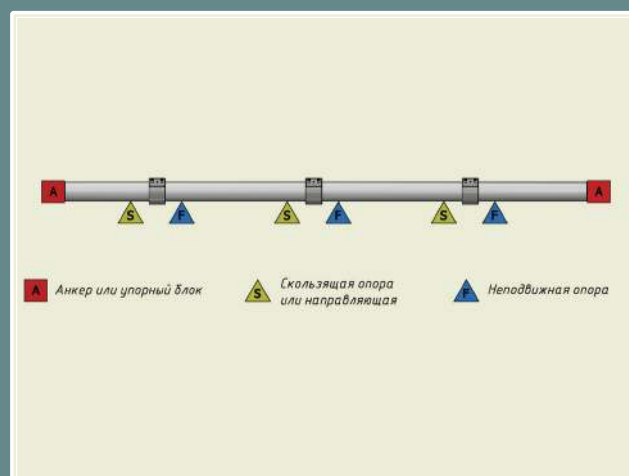 A A
S F S F S F
A Анкер или упорный блок
S Скользящая опора
или направляющая
F Неподвижная опора